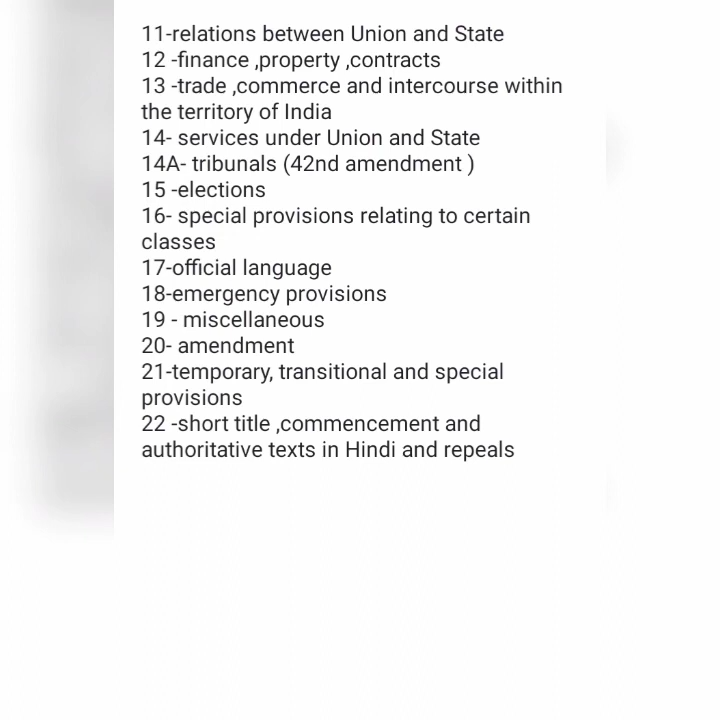 11-relations between Union and State
12 -finance ,property ,contracts
13 -trade ,commerce and intercourse within
the territory of India
14- services under Union and State
14A- tribunals (42nd amendment )
15 -elections
16- special provisions relating to certain
classes
17-official language
18-emergency provisions
19 - miscellaneous
20- amendment
21-temporary, transitional and special
provisions
22 -short title ,commencement and
authoritative texts in Hindi and repeals